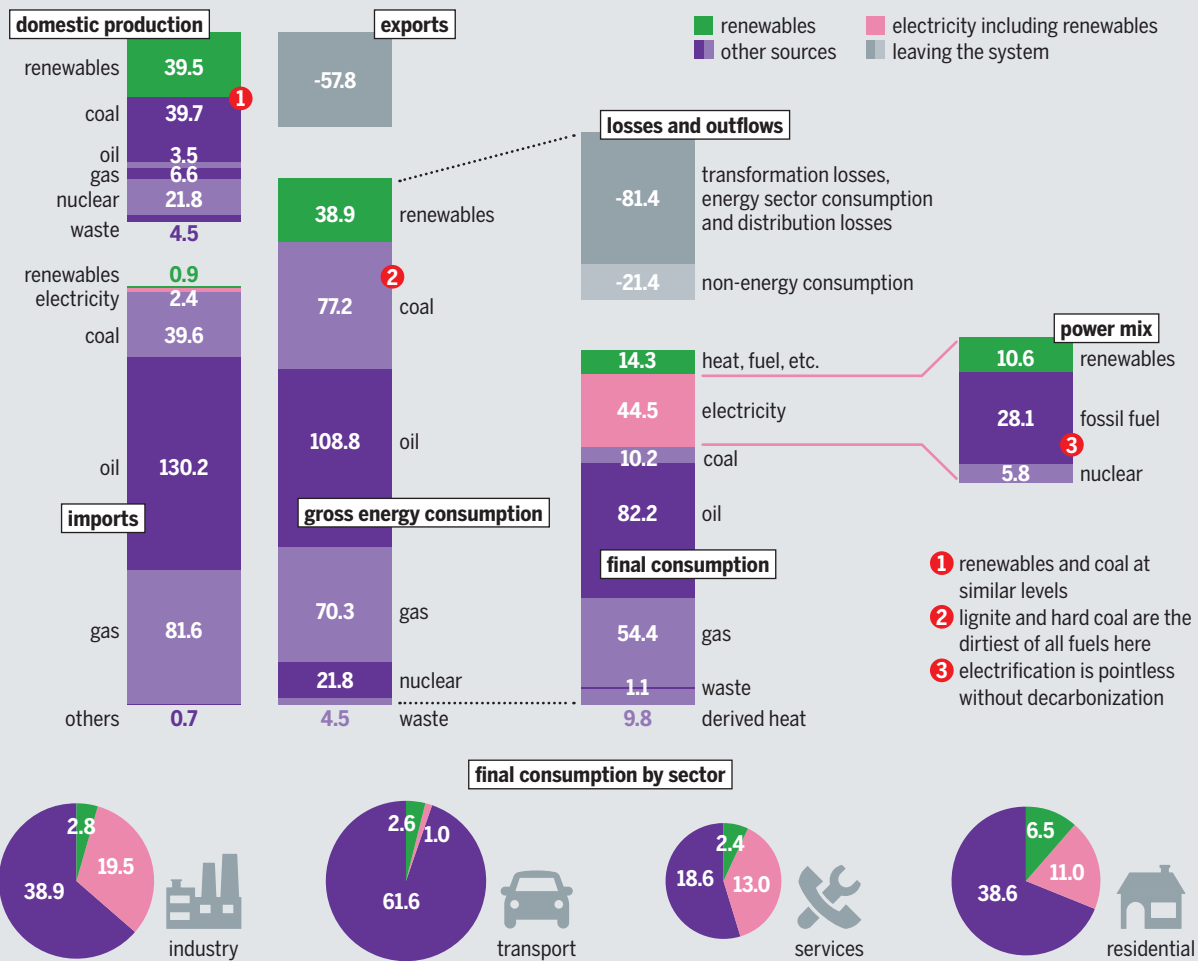 domestic production
renewables 39.5
1
coal 39.7
oil 3.5
gas 6.6
nuclear 21.8
waste 4.5
renewables 0.9
electricity 2.4
coal 39.6
oil 130.2
imports
gas 81.6
others 0.7
exports
-57.8
38.9 renewables
2
77.2 coal
108.8 oil
gross energy consumption
70.3 gas
21.8 nuclear
4.5 waste
renewables
electricity including renewables
other sources
leaving the system
losses and outflows
-81.4
transformation losses,
energy sector consumption
and distribution losses
-21.4 non-energy consumption
14.3 heat, fuel, etc.
44.5 electricity
10.2 coal
82.2 oil
final consumption
54.4 gas
1.1 waste
9.8 derived heat
power mix
10.6 renewables
28.1 fossil fuel
3
5.8 nuclear
1 renewables and coal at
similar levels
2 lignite and hard coal are the
dirtiest of all fuels here
3 electrification is pointless
without decarbonization
final consumption by sector
2.8
19.5
38.9
industry
2.6
1.0
61.6
transport
2.4
18.6
13.0
services
6.5
11.0
38.6
residential